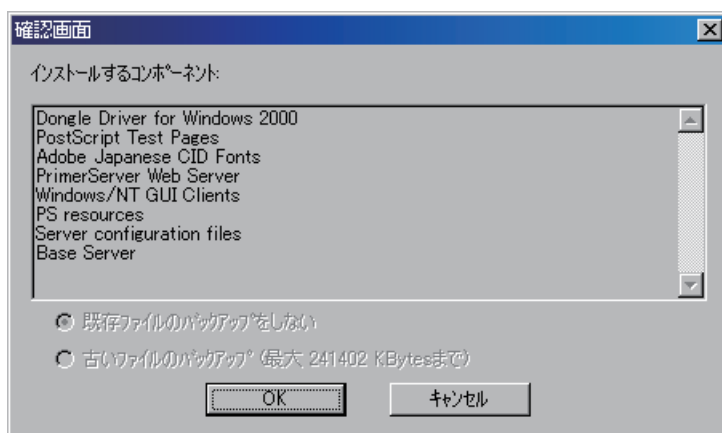 確認画面
インストールするコンポーネント:
Dongle Driver for Windows 2000
PostScript Test Pages
Adobe Japanese CID Fonts
PrimerServer Web Server
Windows/NT GUI Clients
PS resources
Server configuration files
Base Server
既存ファイルのバックアップをしない
古いファイルのバックアップ (最大 241402 KBytesまで)
OK キャンセル